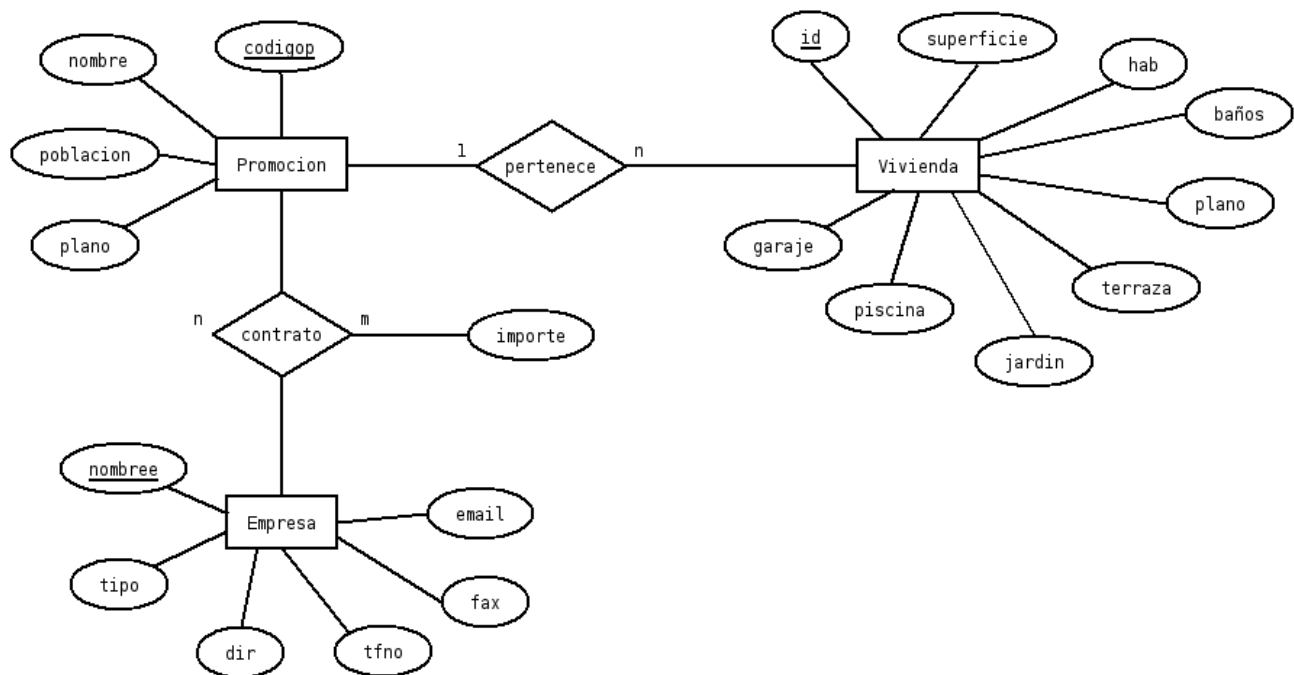 nombre
codigop
poblacion
plano
Promocion
1
pertenece
n
id
superficie
hab
baños
plano
Vivienda
garaje
piscina
jardin
terraza
n
contrato
m
importe
nombree
tipo
Empresa
email
fax
dir
tfno